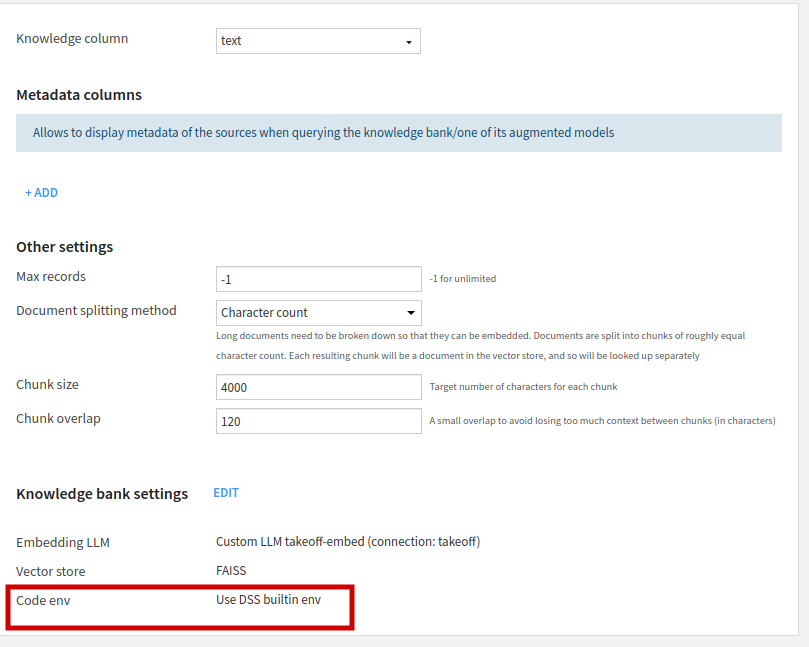 Knowledge column text
Metadata columns
Allows to display metadata of the sources when querying the knowledge bank/one of its augmented models
+ ADD
Other settings
Max records -1 -1 for unlimited
Document splitting method Character count
Long documents need to be broken down so that they can be embedded. Documents are split into chunks of roughly equal
character count. Each resulting chunk will be a document in the vector store, and so will be looked up separately
Chunk size 4000 Target number of characters for each chunk
Chunk overlap 120 A small overlap to avoid losing too much context between chunks (in characters)
Knowledge bank settings EDIT
Embedding LLM Custom LLM takeoff-embed (connection: takeoff)
Vector store FAISS
Code env Use DSS builtin env